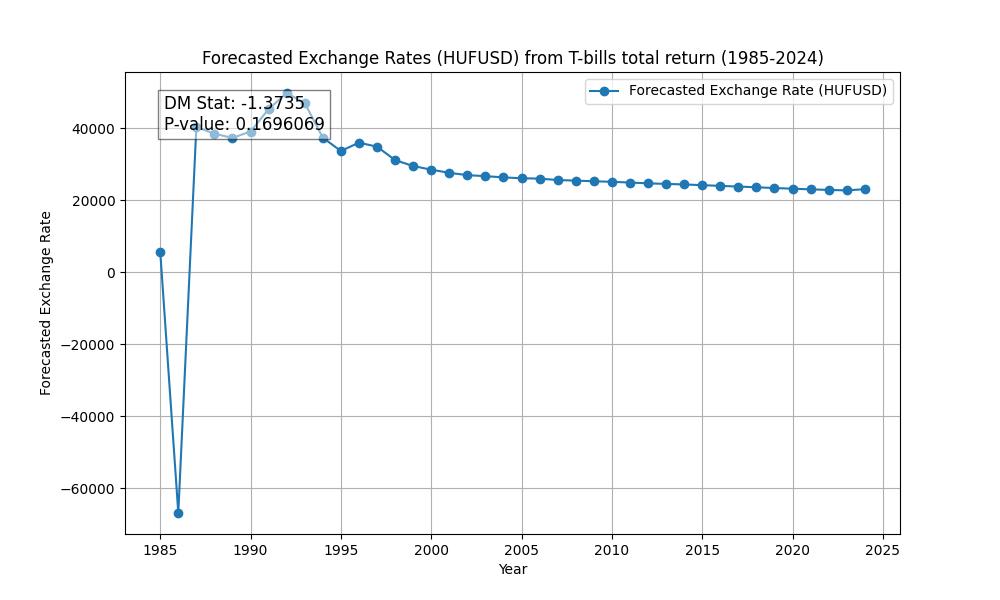 Forecasted Exchange Rates (HUFUSD) from T-bills total return (1985-2024)
DM Stat: -1.3735
P-value: 0.1696069
Forecasted Exchange Rate (HUFUSD)
Forecasted Exchange Rate
40000
20000
0
−20000
−40000
−60000
1985 1990 1995 2000 2005 2010 2015 2020 2025
Year